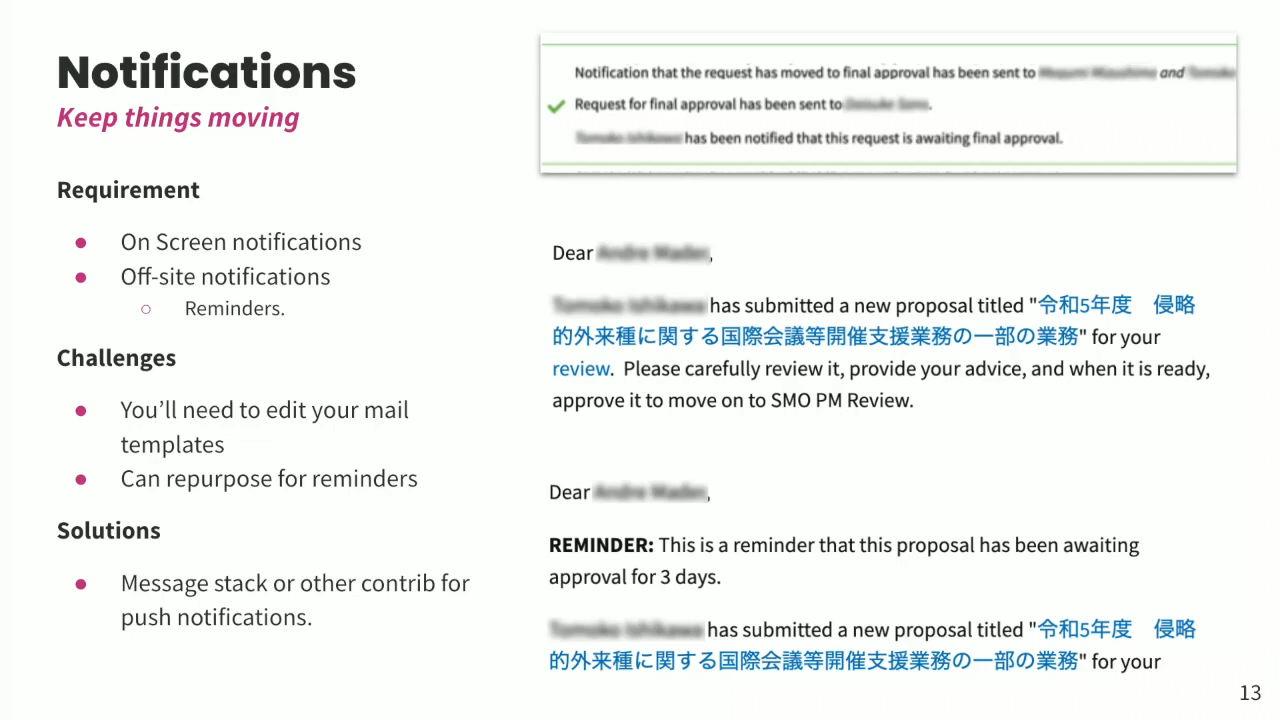 Notifications
Keep things moving
Requirement
On Screen notifications
Off-site notifications
Reminders.
Challenges
You'll need to edit your mail
templates
Can repurpose for reminders
Solutions
Message stack or other contrib for
push notifications.
Notification that the request has moved to final approval has been sent to and
Request for final approval has been sent to .
has been notified that this request is awaiting final approval.
Dear ,
has submitted a new proposal titled "令和5年度　侵略
的外来種に関する国際会議等開催支援業務の一部の業務" for your
review. Please carefully review it, provide your advice, and when it is ready,
approve it to move on to SMO PM Review.
Dear ,
REMINDER: This is a reminder that this proposal has been awaiting
approval for 3 days.
has submitted a new proposal titled "令和5年度　侵略
的外来種に関する国際会議等開催支援業務の一部の業務" for your
13